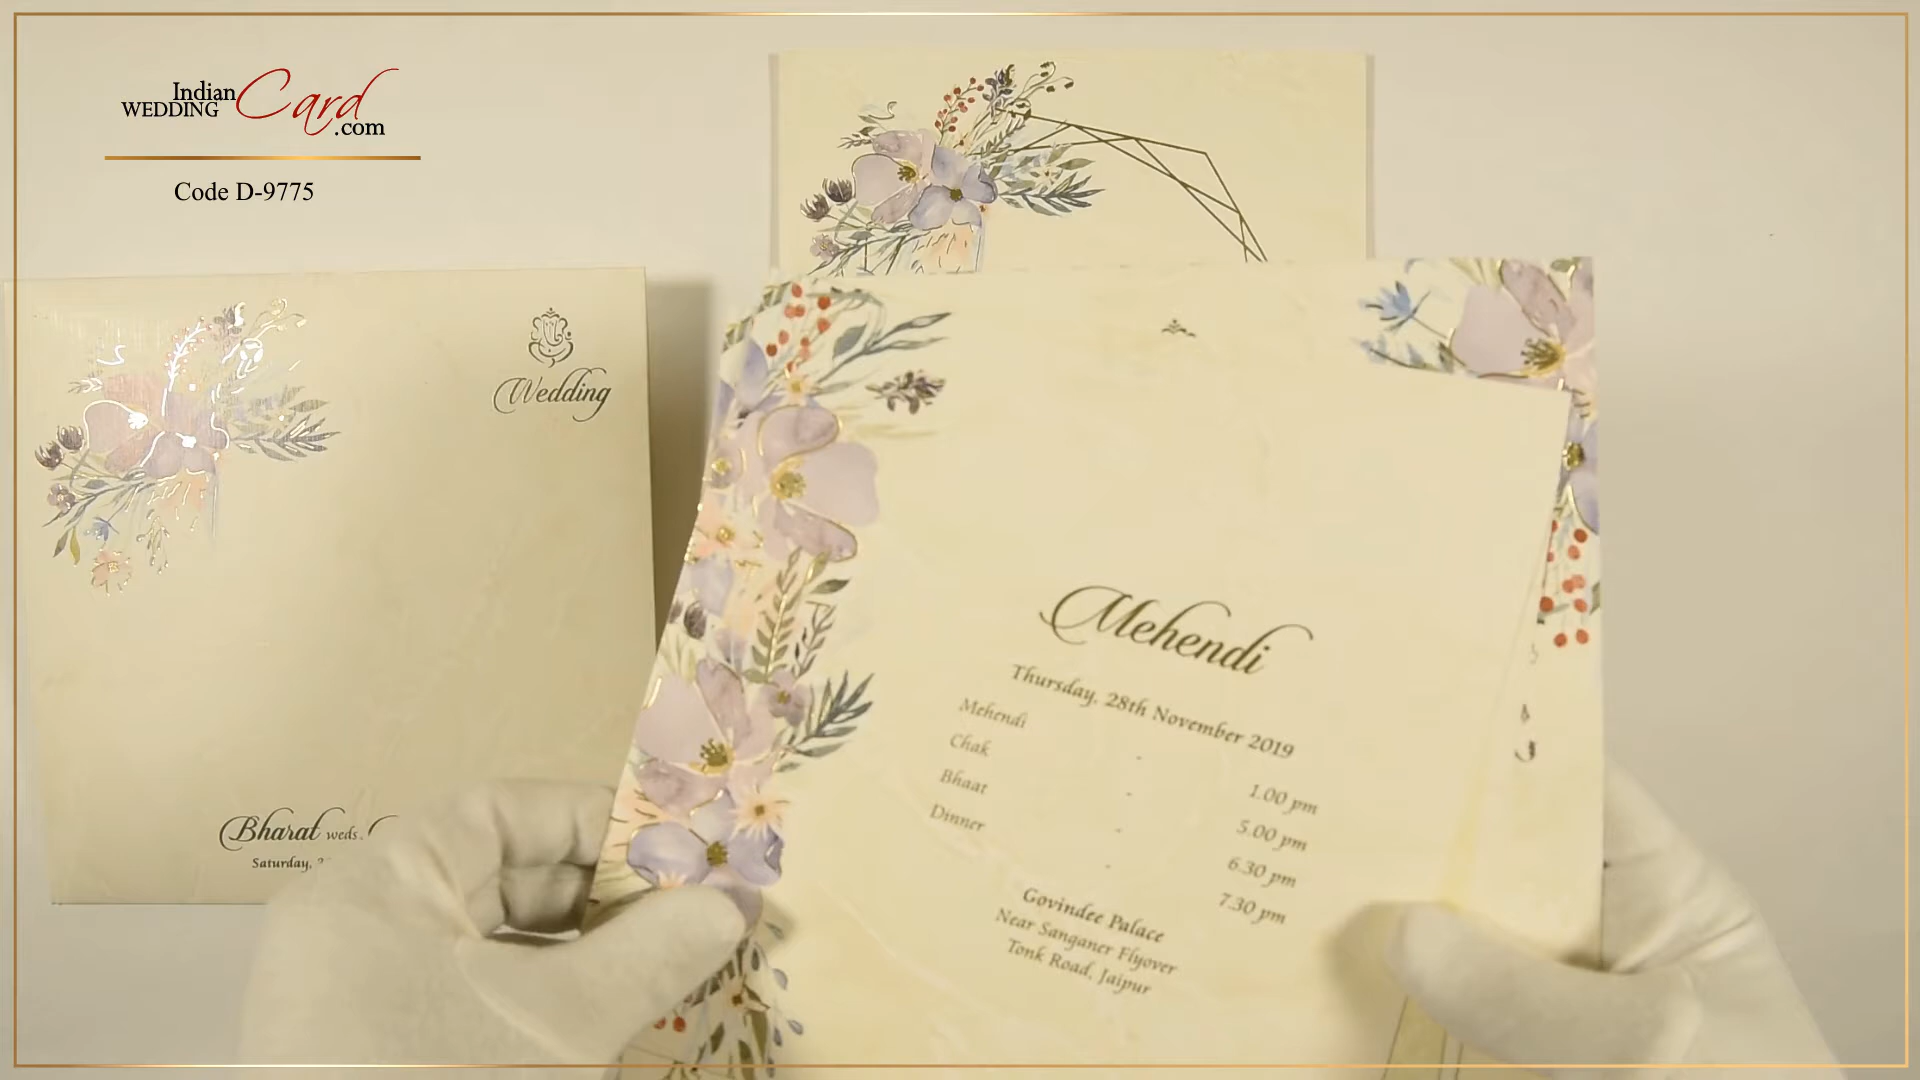 Indian
WEDDING Card
.com
Code D-9775
Wedding
Bharat weds
Saturday,
Mehendi
Thursday, 28th November 2019
Mehendi - 1.00 pm
Chak - 5.00 pm
Bhaat - 6.30 pm
Dinner - 7.30 pm
Govindee Palace
Near Sanganer Flyover
Tonk Road, Jaipur